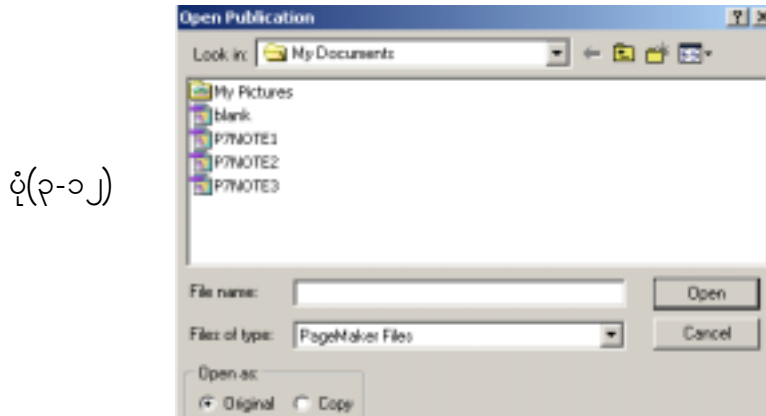 Open Publication
Look in: My Documents
My Pictures
blank
P7NOTE1
P7NOTE2
ပုံ(၃-၁၂)
P7NOTE3
File name:
Open
Files of type: PageMaker Files
Cancel
Open as:
Original Copy